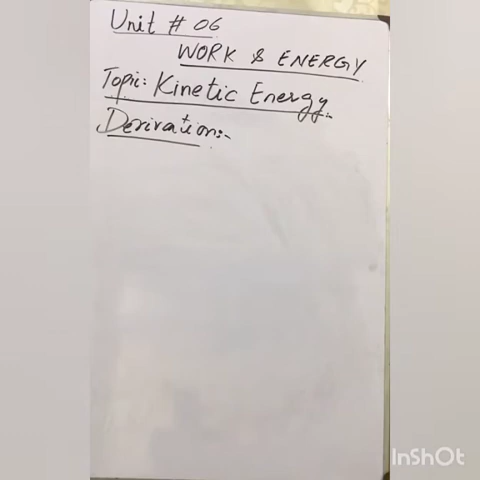 Unit # 06
WORK & ENERGY
Topic: Kinetic Energy
Derivation:-
InShOt